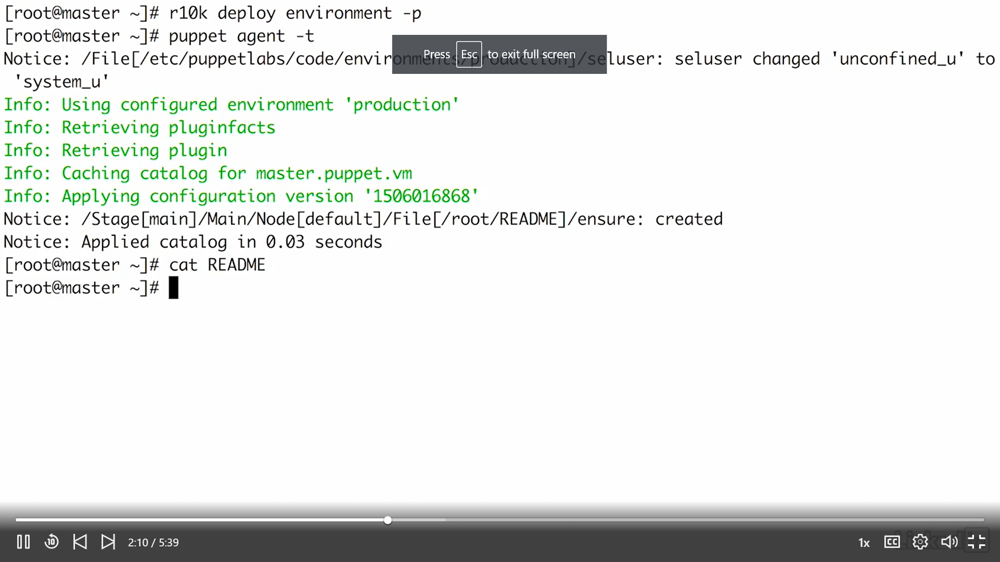 [root@master ~]# r10k deploy environment -p
[root@master ~]# puppet agent -t
Press Esc to exit full screen
Notice: /File[/etc/puppetlabs/code/environments/production]/seluser: seluser changed 'unconfined_u' to
'system_u'
Info: Using configured environment 'production'
Info: Retrieving pluginfacts
Info: Retrieving plugin
Info: Caching catalog for master.puppet.vm
Info: Applying configuration version '1506016868'
Notice: /Stage[main]/Main/Node[default]/File[/root/README]/ensure: created
Notice: Applied catalog in 0.03 seconds
[root@master ~]# cat README
[root@master ~]#
10 2:10 / 5:39 1x CC Linked in